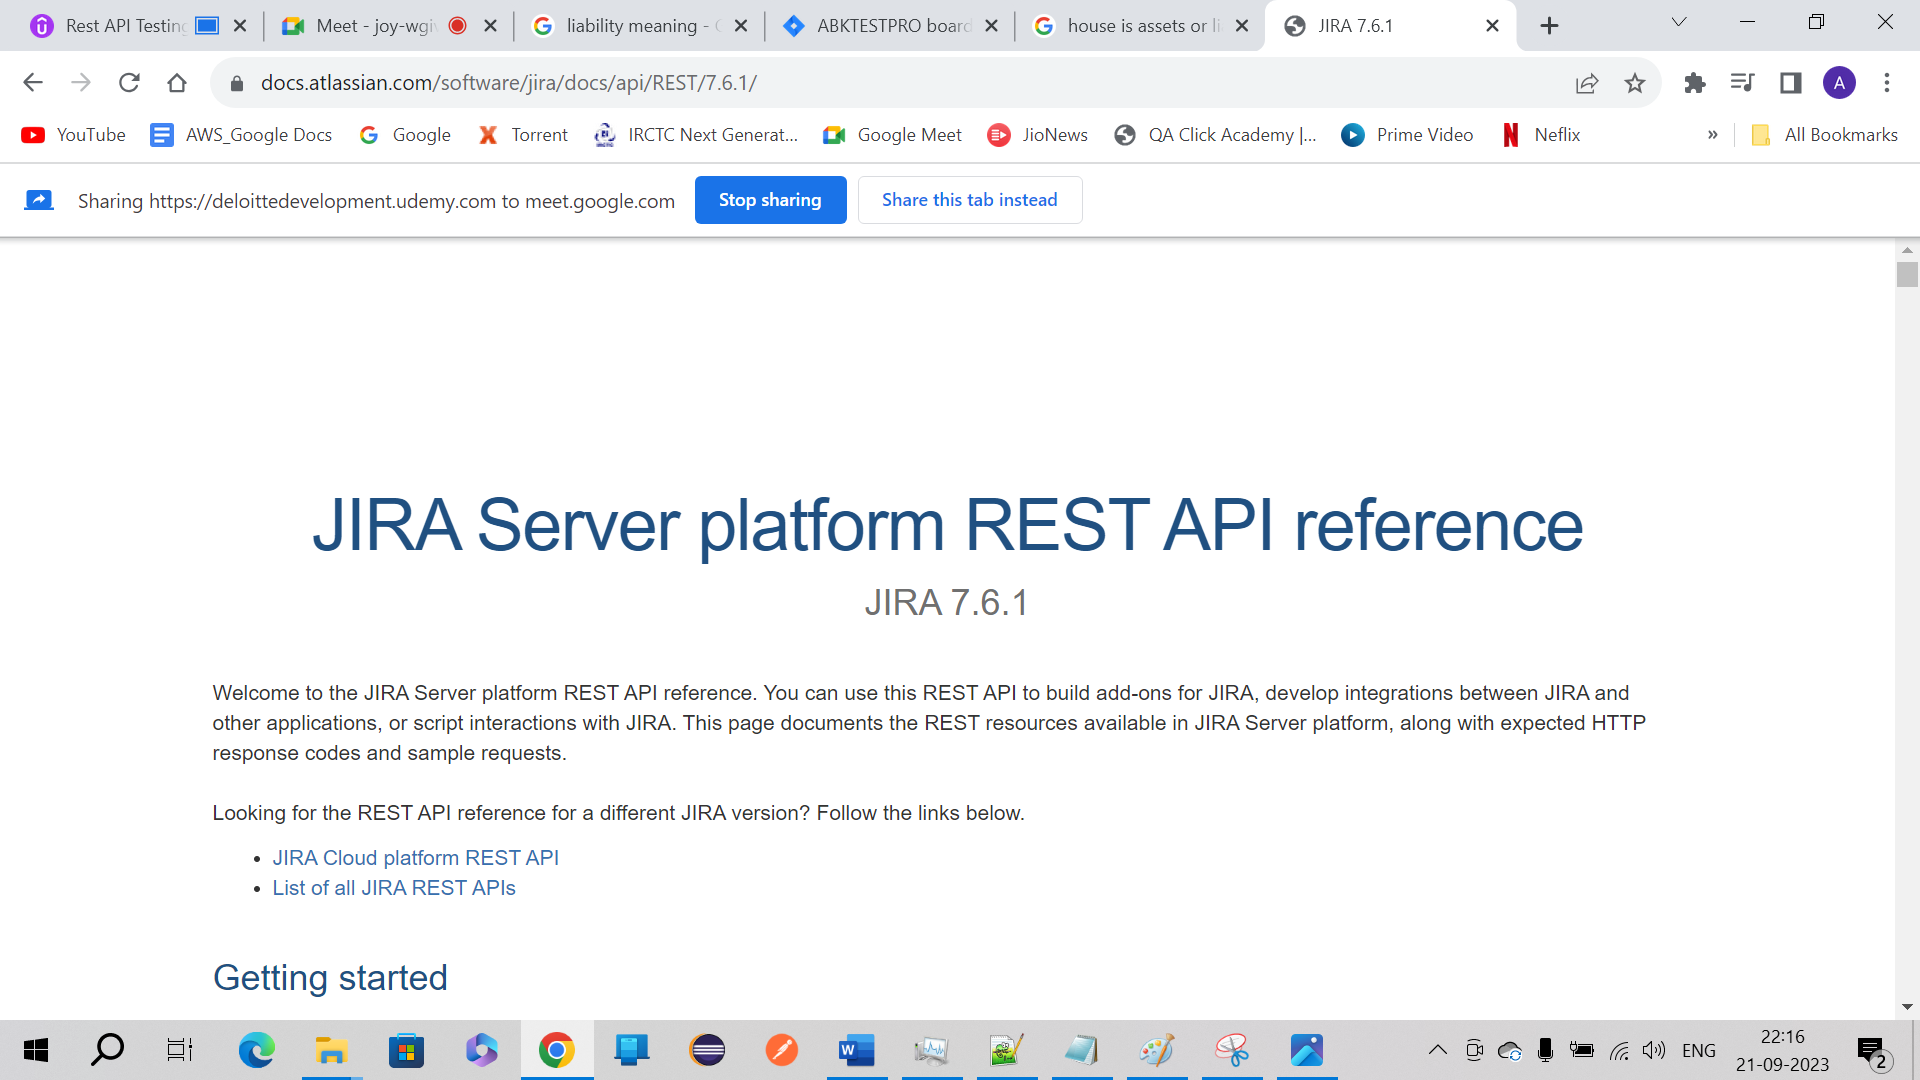 Rest API Testing
Meet - joy-wgi
liability meaning -
ABKTESTPRO board
house is assets or li
JIRA 7.6.1
docs.atlassian.com/software/jira/docs/api/REST/7.6.1/
A
YouTube
AWS_Google Docs
Google
Torrent
IRCTC Next Generat...
Google Meet
JioNews
QA Click Academy |...
Prime Video
Neflix
»
All Bookmarks
Sharing https://deloittedevelopment.udemy.com to meet.google.com
Stop sharing
Share this tab instead
JIRA Server platform REST API reference
JIRA 7.6.1
Welcome to the JIRA Server platform REST API reference. You can use this REST API to build add-ons for JIRA, develop integrations between JIRA and
other applications, or script interactions with JIRA. This page documents the REST resources available in JIRA Server platform, along with expected HTTP
response codes and sample requests.
Looking for the REST API reference for a different JIRA version? Follow the links below.
• JIRA Cloud platform REST API
• List of all JIRA REST APIs
Getting started
ENG
22:16
21-09-2023
2